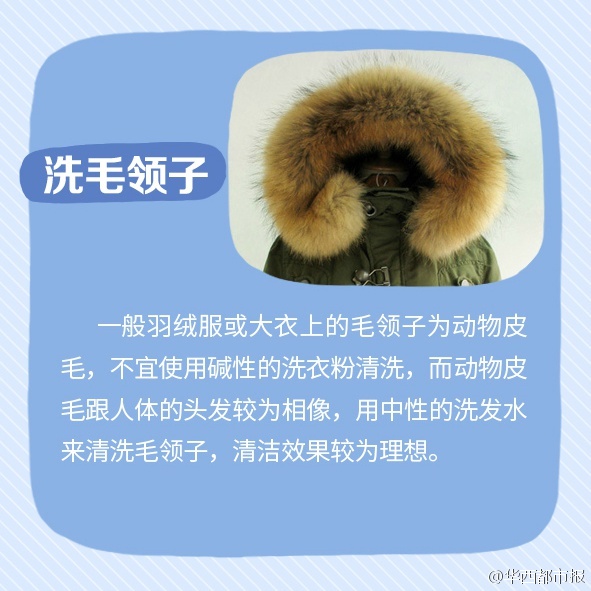 洗毛领子
一般羽绒服或大衣上的毛领子为动物皮
毛，不宜使用碱性的洗衣粉清洗，而动物皮
毛跟人体的头发较为相像，用中性的洗发水
来清洗毛领子，清洁效果较为理想。
@华西都市报